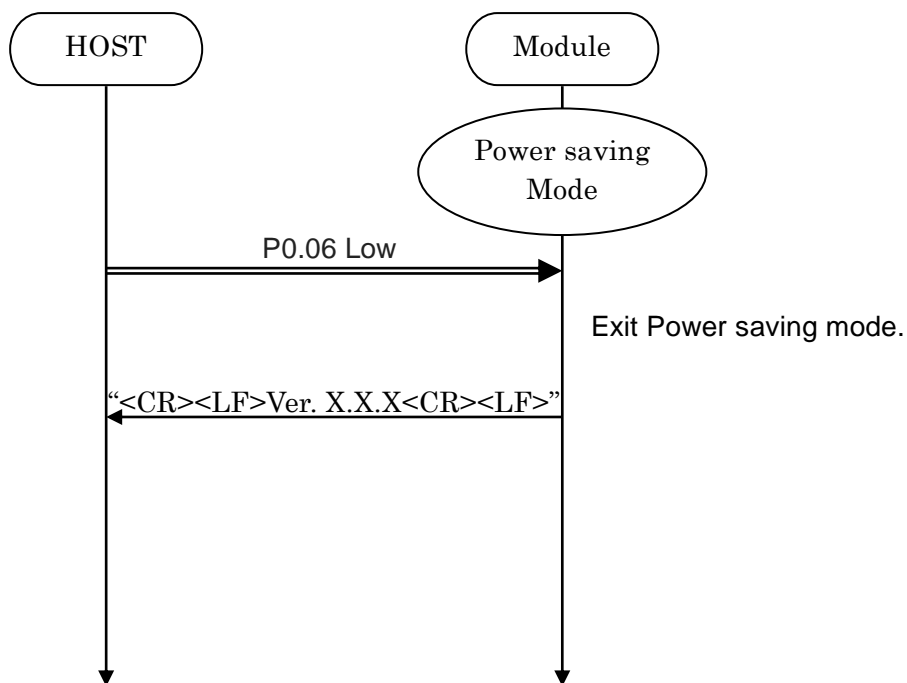 HOST
Module
Power saving
Mode
P0.06 Low
Exit Power saving mode.
“<CR><LF>Ver. X.X.X<CR><LF>”